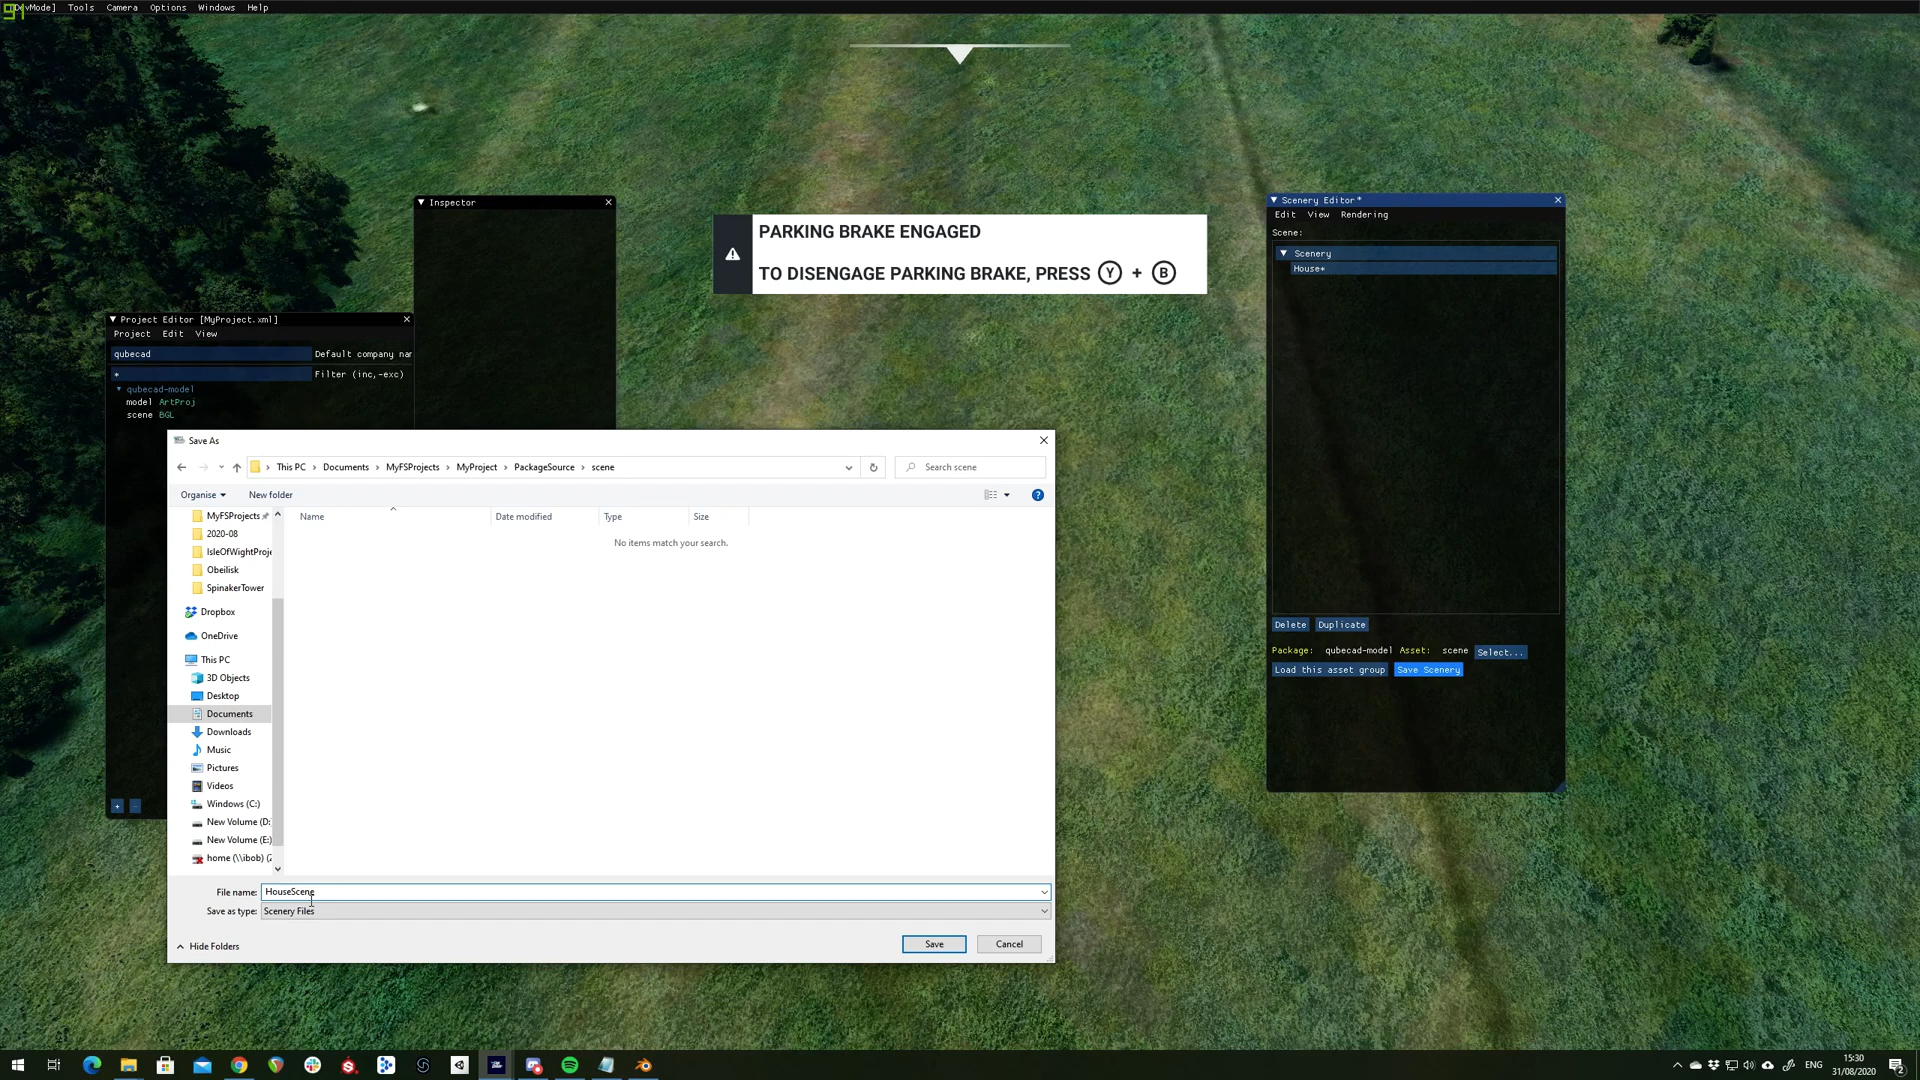 [DevMode] Tools Camera Options Windows Help
Inspector
PARKING BRAKE ENGAGED
TO DISENGAGE PARKING BRAKE, PRESS Y + B
Scenery Editor*
Edit View Rendering
Scene:
Scenery
House*
Delete Duplicate
Package: qubecad-model Asset: scene Select...
Load this asset group Save Scenery
Project Editor [MyProject.xml]
Project Edit View
qubecad Default company nar
* Filter (inc,-exc)
qubecad-model
model ArtProj
scene BGL
+ -
Save As
This PC > Documents > MyFSProjects > MyProject > PackageSource > scene
Search scene
Organise New folder
?
Name Date modified Type Size
No items match your search.
MyFSProjects
2020-08
IsleOfWightProje
Obeilisk
SpinakerTower
Dropbox
OneDrive
This PC
3D Objects
Desktop
Documents
Downloads
Music
Pictures
Videos
Windows (C:)
New Volume (D:
New Volume (E:)
home (\\ibob) (Z
File name: HouseScene
Save as type: Scenery Files
Hide Folders
Save Cancel
ENG
15:30
31/08/2020
2